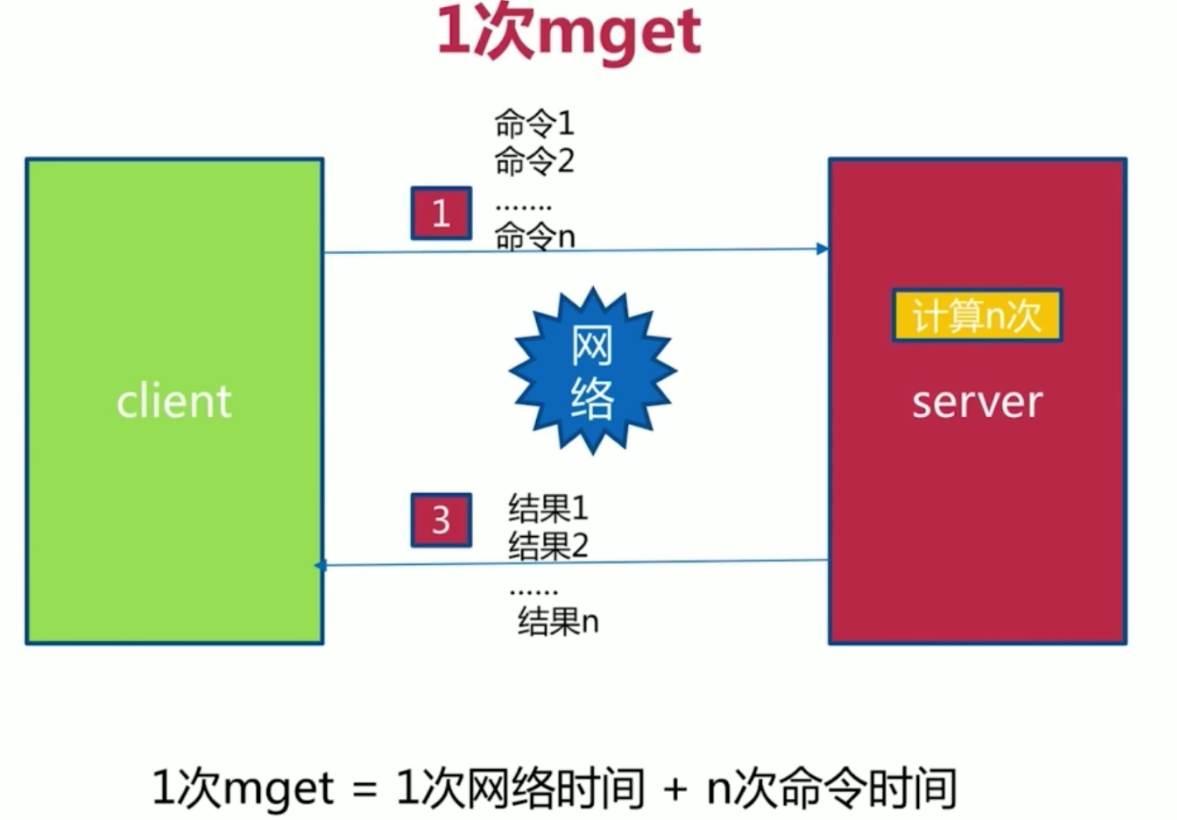 1次mget
命令1
命令2
.......
命令n
1
计算n次
网
络
client
server
3
结果1
结果2
......
结果n
1次mget = 1次网络时间 + n次命令时间